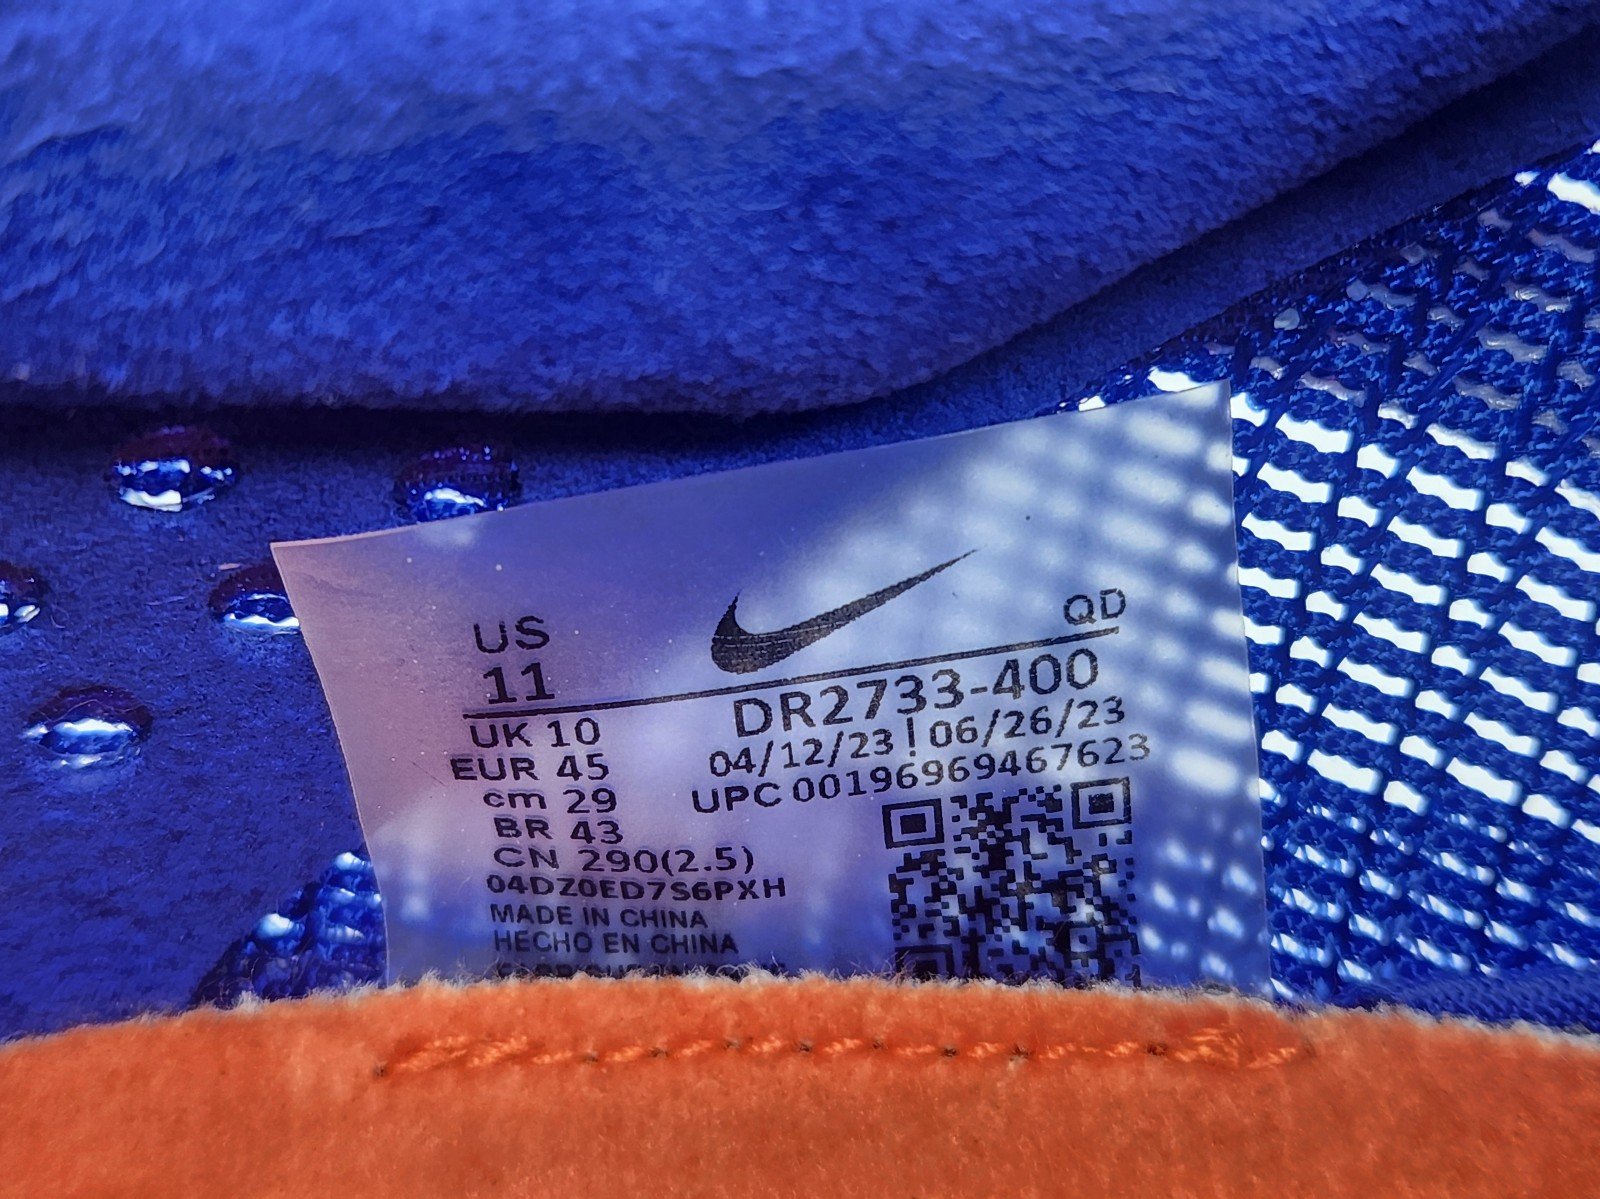 US
11
QD
UK 10
EUR 45
cm 29
BR 43
CN 290(2.5)
04DZ0ED7S6PXH
MADE IN CHINA
HECHO EN CHINA
DR2733-400
04/12/23 ¦ 06/26/23
UPC 00196969467623